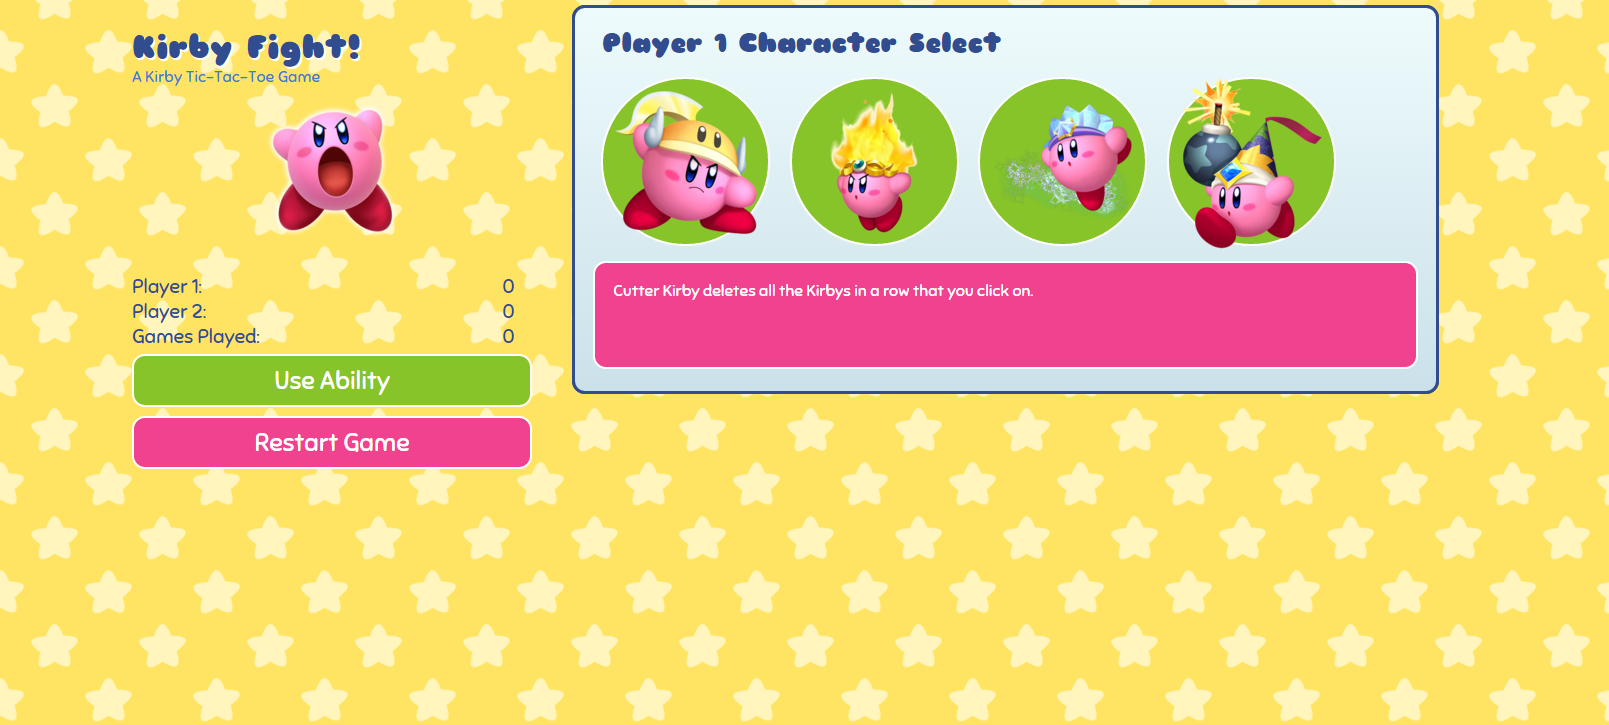 Kirby Fight!
A Kirby Tic-Tac-Toe Game
Player 1: 0
Player 2: 0
Games Played: 0
Use Ability
Restart Game
Player 1 Character Select
Cutter Kirby deletes all the Kirbys in a row that you click on.